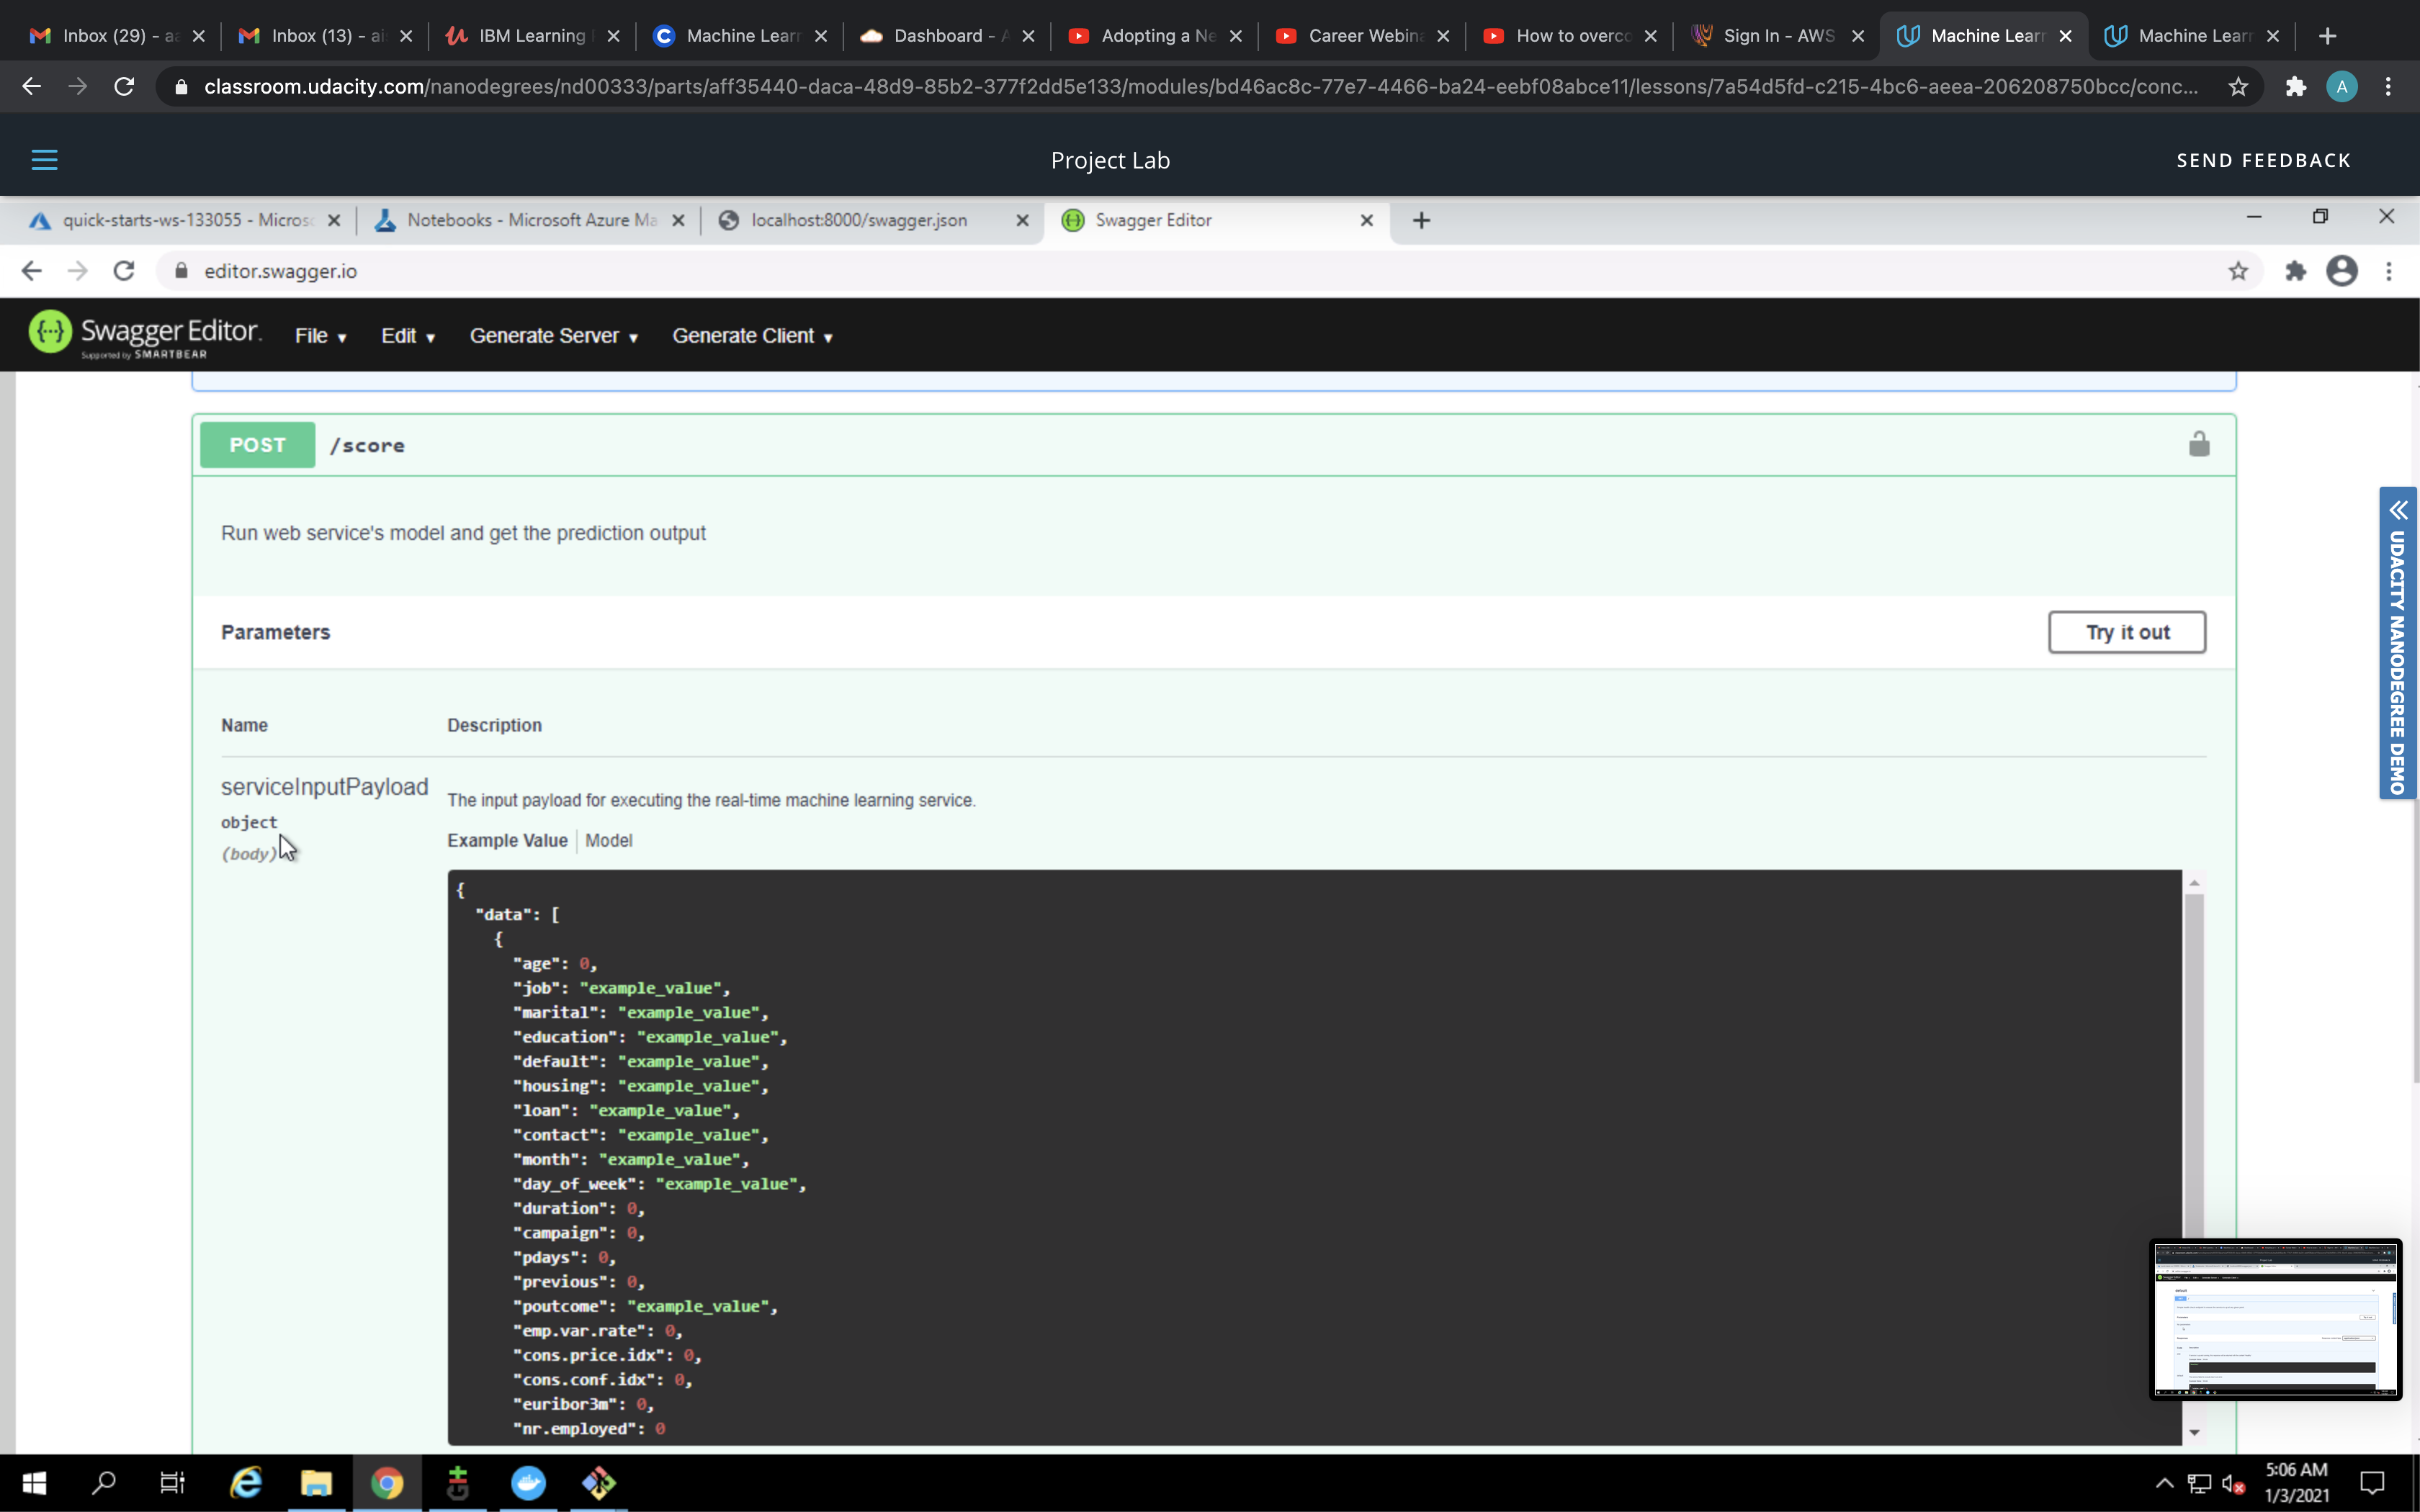 Inbox (29) - aa
Inbox (13) - ai
IBM Learning
Machine Lear
Dashboard - A
Adopting a Ne
Career Webina
How to overco
Sign In - AWS
Machine Lear
Machine Lear
classroom.udacity.com/nanodegrees/nd00333/parts/aff35440-daca-48d9-85b2-377f2dd5e133/modules/bd46ac8c-77e7-4466-ba24-eebf08abce11/lessons/7a54d5fd-c215-4bc6-aeea-206208750bcc/conc...
A
Project Lab
SEND FEEDBACK
quick-starts-ws-133055 - Micros
Notebooks - Microsoft Azure Ma
localhost:8000/swagger.json
Swagger Editor
editor.swagger.io
Swagger Editor.
Supported by SMARTBEAR
File
Edit
Generate Server
Generate Client
POST /score
Run web service's model and get the prediction output
Parameters
Try it out
Name Description
serviceInputPayload
object
(body)
The input payload for executing the real-time machine learning service.
Example Value Model
{
"data": [
{
"age": 0,
"job": "example_value",
"marital": "example_value",
"education": "example_value",
"default": "example_value",
"housing": "example_value",
"loan": "example_value",
"contact": "example_value",
"month": "example_value",
"day_of_week": "example_value",
"duration": 0,
"campaign": 0,
"pdays": 0,
"previous": 0,
"poutcome": "example_value",
"emp.var.rate": 0,
"cons.price.idx": 0,
"cons.conf.idx": 0,
"euribor3m": 0,
"nr.employed": 0
UDACITY NANODEGREE DEMO
5:06 AM
1/3/2021